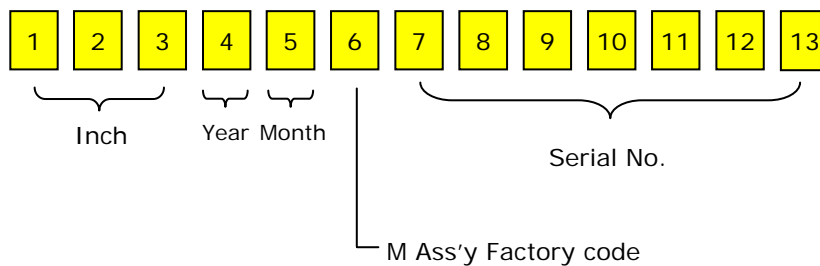 1 2 3 4 5 6 7 8 9 10 11 12 13
Inch Year Month
Serial No.
M Ass'y Factory code